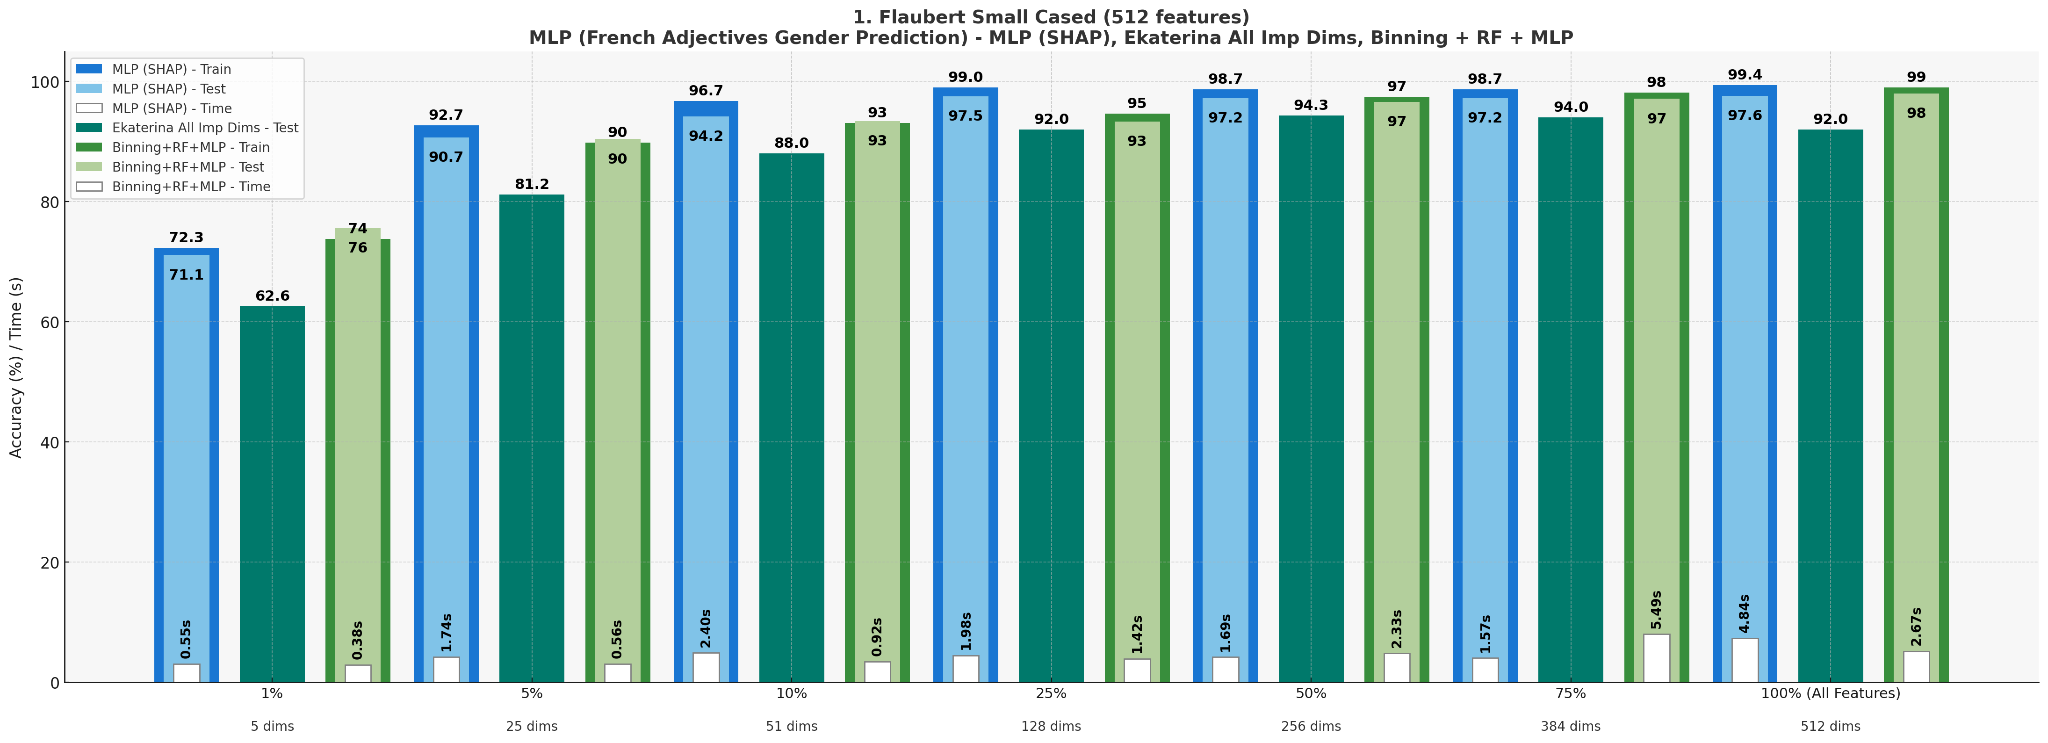 1. Flaubert Small Cased (512 features)
MLP (French Adjectives Gender Prediction) - MLP (SHAP), Ekaterina All Imp Dims, Binning + RF + MLP
MLP (SHAP) - Train
MLP (SHAP) - Test
MLP (SHAP) - Time
Ekaterina All Imp Dims - Test
Binning+RF+MLP - Train
Binning+RF+MLP - Test
Binning+RF+MLP - Time
Accuracy (%) / Time (s)
100
80
60
40
20
0
72.3
71.1
0.55s
62.6
74
76
0.38s
92.7
90.7
1.74s
81.2
90
90
0.56s
96.7
94.2
2.40s
88.0
93
93
0.92s
99.0
97.5
1.98s
92.0
95
93
1.42s
98.7
97.2
1.69s
94.3
97
97
2.33s
98.7
97.2
1.57s
94.0
98
97
5.49s
99.4
97.6
4.84s
92.0
99
98
2.67s
1% 5% 10% 25% 50% 75% 100% (All Features)
5 dims 25 dims 51 dims 128 dims 256 dims 384 dims 512 dims